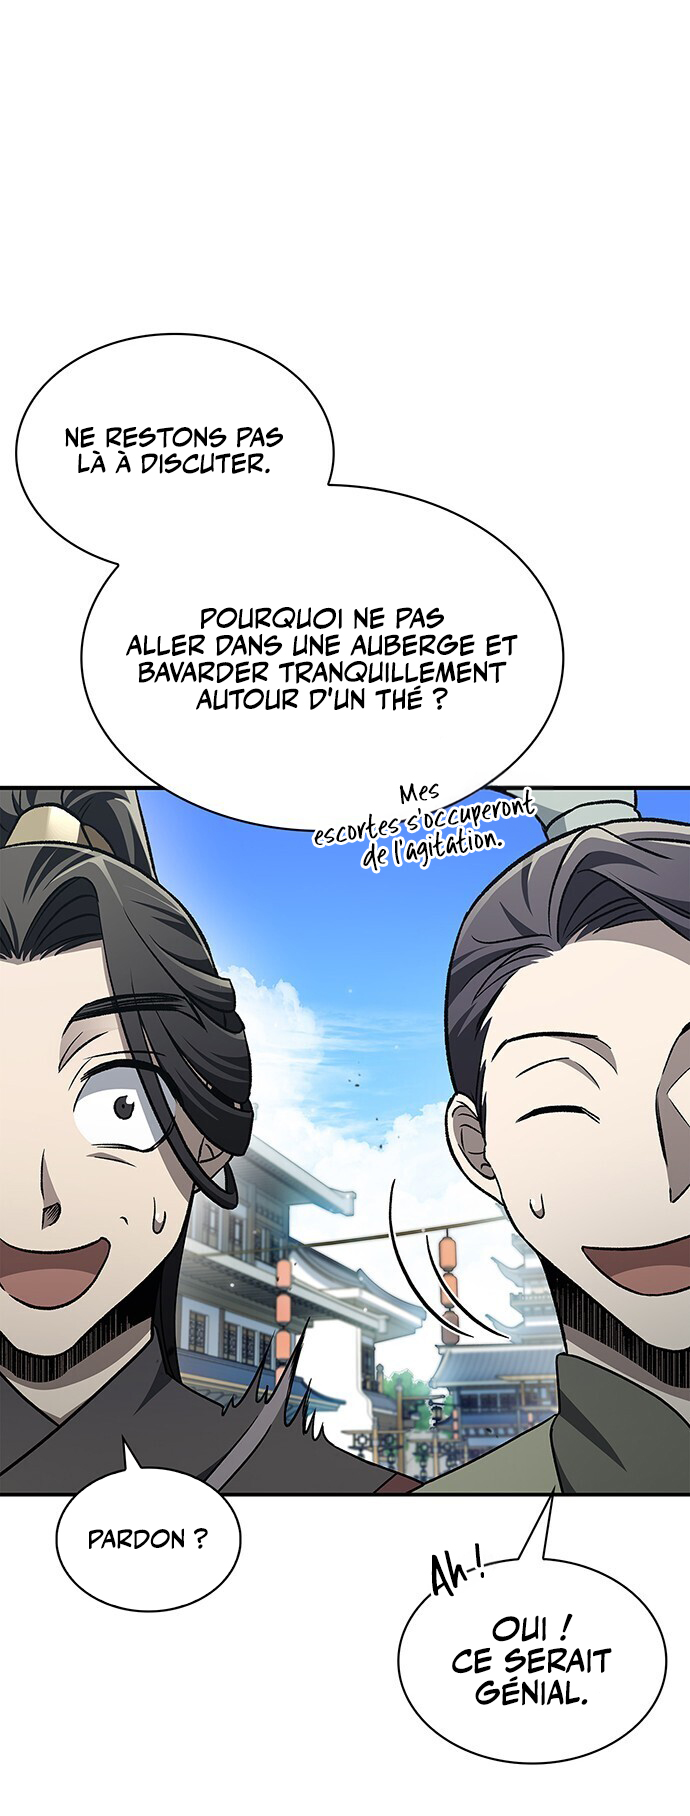 NE RESTONS PAS
LÀ À DISCUTER.
POURQUOI NE PAS
ALLER DANS UNE AUBERGE ET
BAVARDER TRANQUILLEMENT
AUTOUR D'UN THÉ ?
Mes
escortes s'occuperont
de l'agitation.
PARDON ?
Ah !
OUI !
CE SERAIT
GÉNIAL.